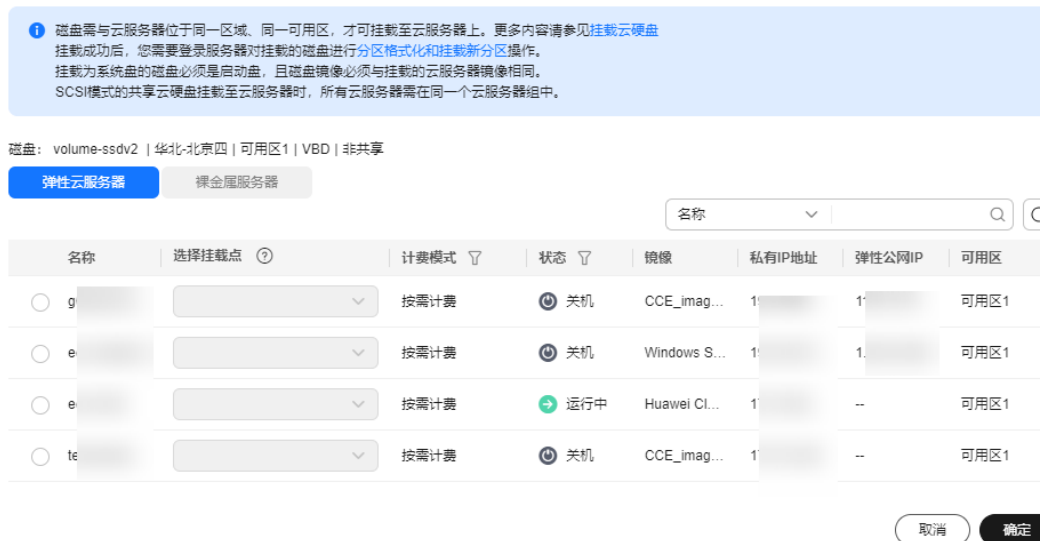 磁盘需与云服务器位于同一区域、同一可用区，才可挂载至云服务器上。更多内容请参见挂载云硬盘
挂载成功后，您需要登录服务器对挂载的磁盘进行分区格式化和挂载新分区操作。
挂载为系统盘的磁盘必须是启动盘，且磁盘镜像必须与挂载的云服务器镜像相同。
SCSI模式的共享云硬盘挂载至云服务器时，所有云服务器需在同一个云服务器组中。
磁盘： volume-ssdv2 | 华北-北京四 | 可用区1 | VBD | 非共享
弹性云服务器 裸金属服务器
名称
名称 选择挂载点 计费模式 状态 镜像 私有IP地址 弹性公网IP 可用区
按需计费 关机 CCE_imag... 可用区1
按需计费 关机 Windows S... 可用区1
按需计费 运行中 Huawei Cl... -- 可用区1
按需计费 关机 CCE_imag... -- 可用区1
取消 确定